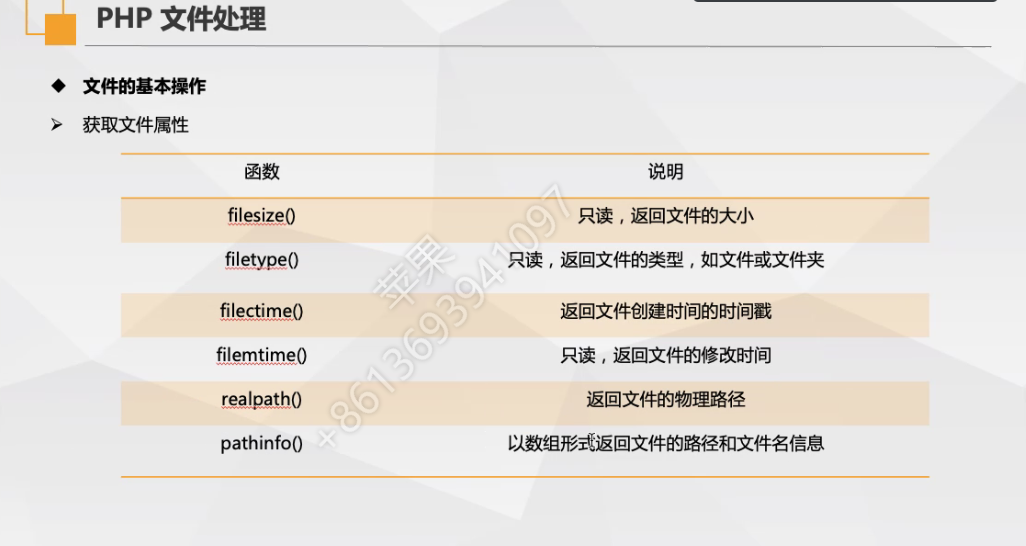 PHP 文件处理
文件的基本操作
获取文件属性
函数 说明
filesize() 只读，返回文件的大小
filetype() 只读，返回文件的类型，如文件或文件夹
filectime() 返回文件创建时间的时间戳
filemtime() 只读，返回文件的修改时间
realpath() 返回文件的物理路径
pathinfo() 以数组形式返回文件的路径和文件名信息
苹果
+8613693941097